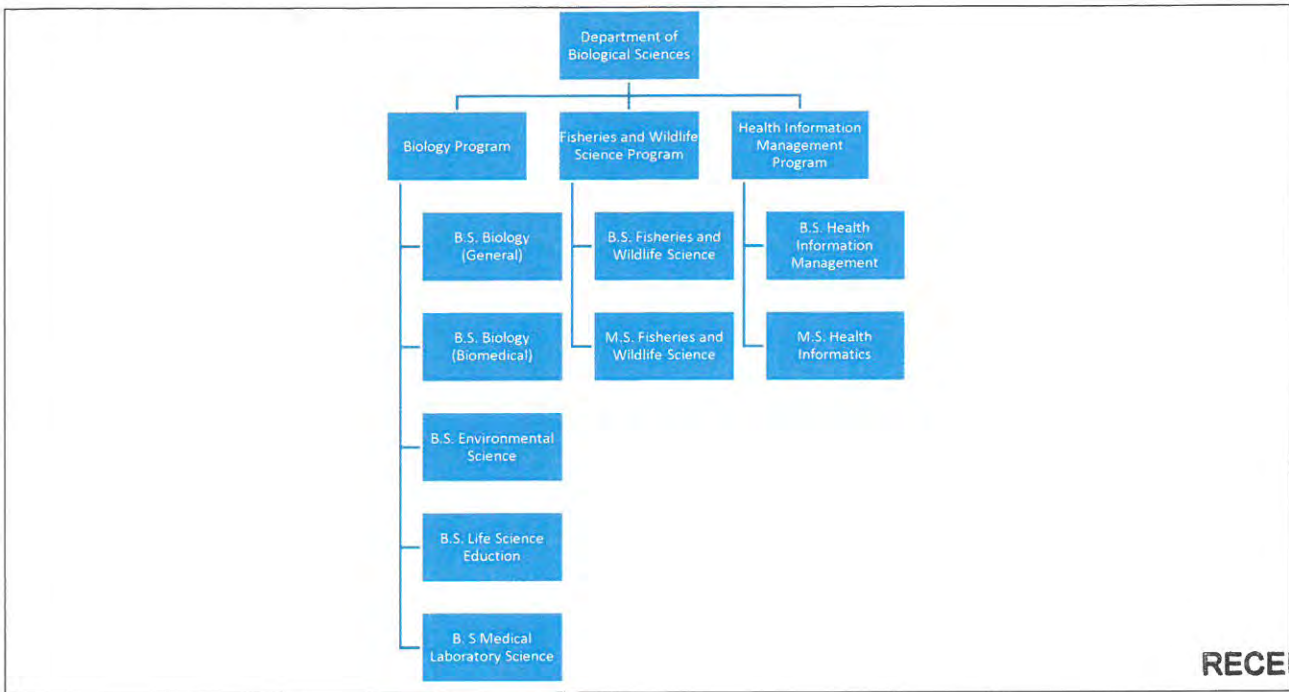 Department of
Biological Sciences
Biology Program
Fisheries and Wildlife
Science Program
Health Information
Management
Program
B.S. Biology
(General)
B.S. Biology
(Biomedical)
B.S. Environmental
Science
B.S. Life Science
Eduction
B. S Medical
Laboratory Science
B.S. Fisheries and
Wildlife Science
M.S. Fisheries and
Wildlife Science
B.S. Health
Information
Management
M.S. Health
Informatics